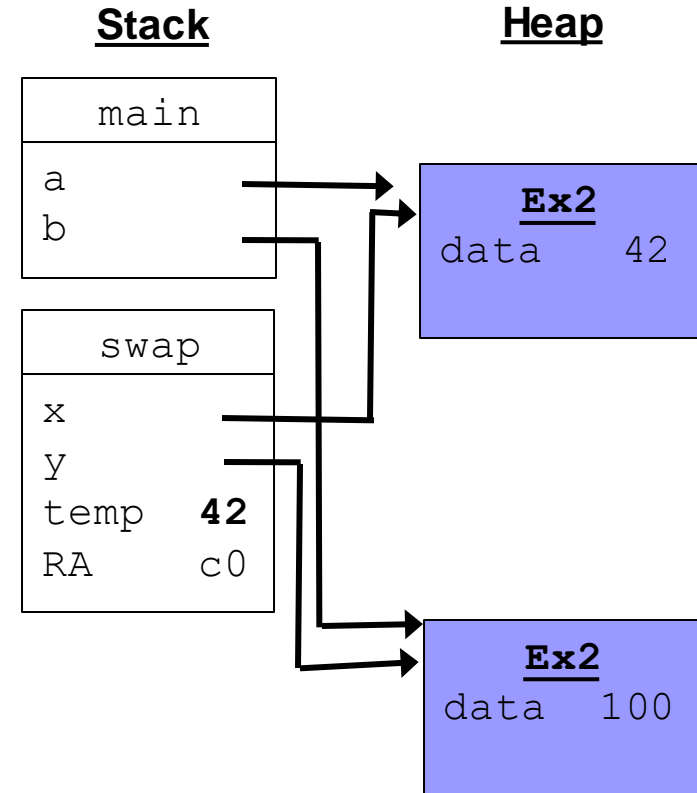 Stack
Heap
main
a
b
Ex2
data 42
swap
x
y
temp 42
RA c0
Ex2
data 100